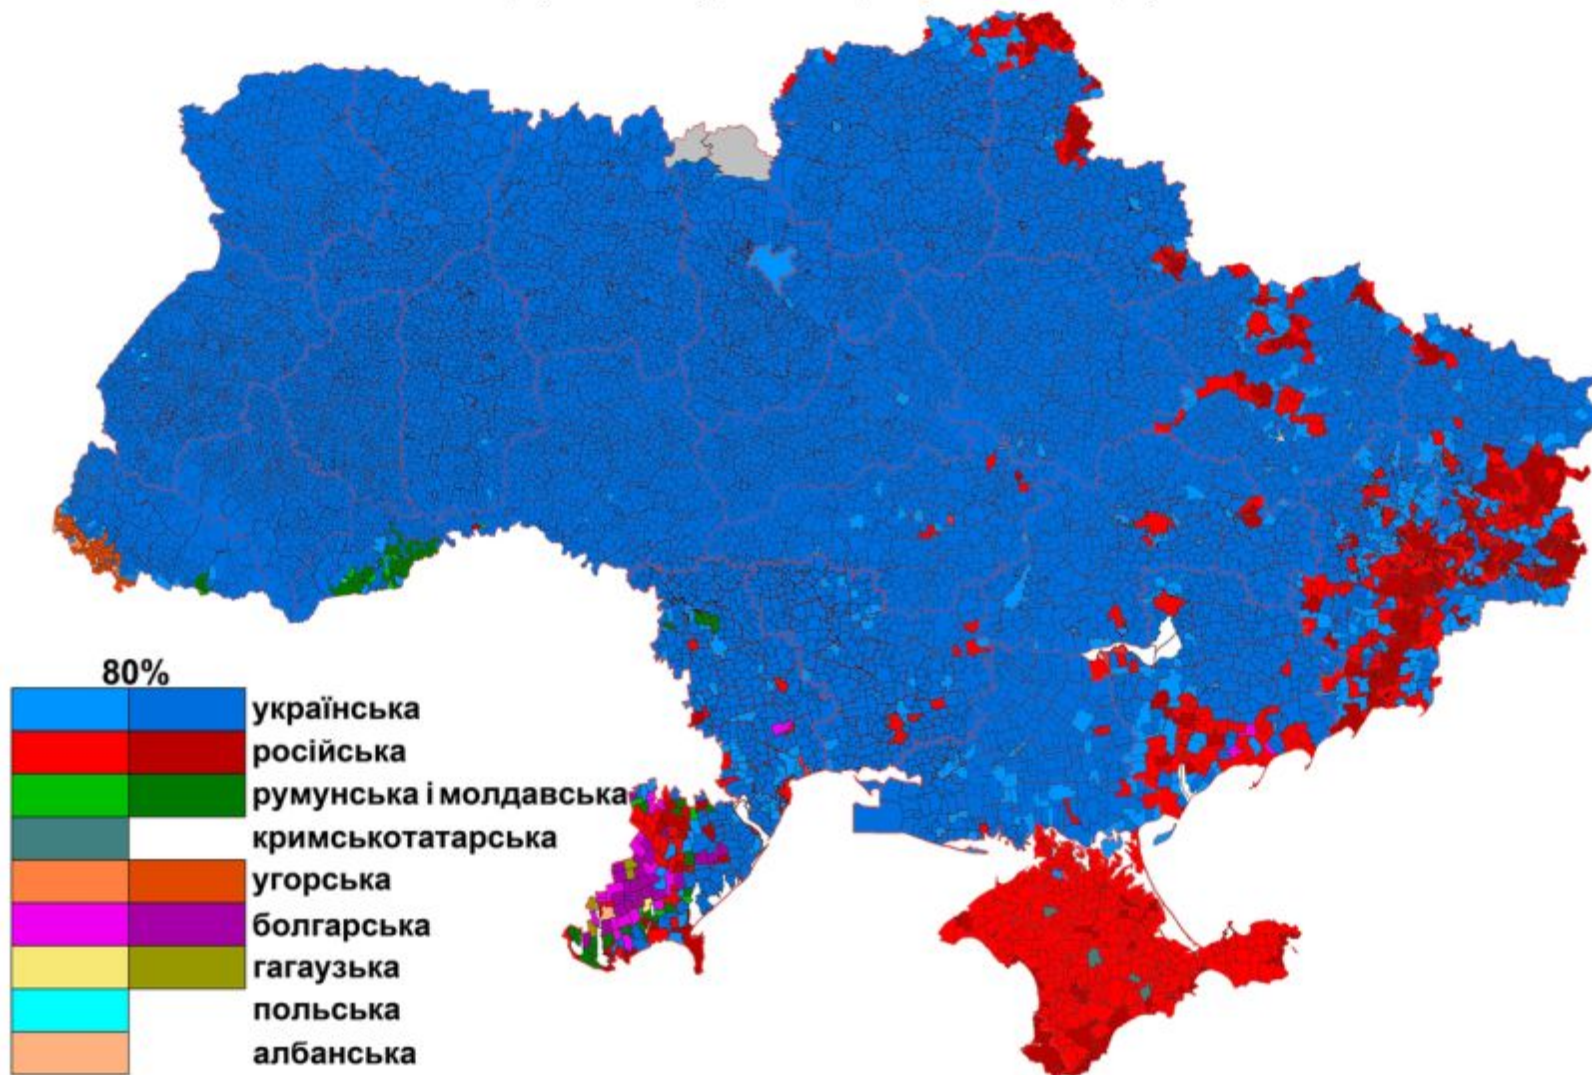 80%
українська
російська
румунська і молдавська
кримськотатарська
угорська
болгарська
гагаузька
польська
албанська